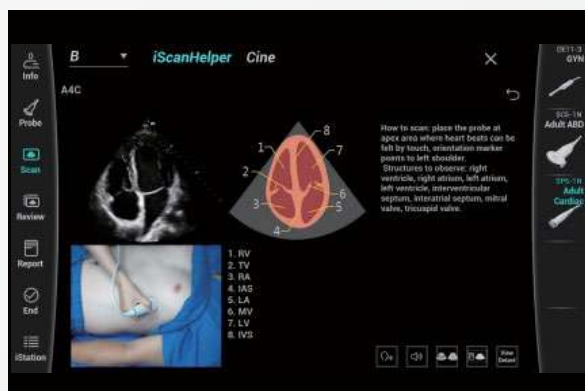 Info
Probe
Scan
Review
Report
End
iStation
B
iScanHelper
Cine
A4C
1
2
3
4
5
6
7
8
1. RV
2. TV
3. RA
4. IAS
5. LA
6. MV
7. LV
8. IVS
How to scan: place the probe at
apex area where heart beats can be
felt by touch, orientation marker
points to left shoulder.
Structures to observe: right
ventricle, right atrium, left atrium,
left ventricle, interventricular
septum, interatrial septum, mitral
valve, tricuspid valve.
GYN
Adult ABD
Adult
Cardiac